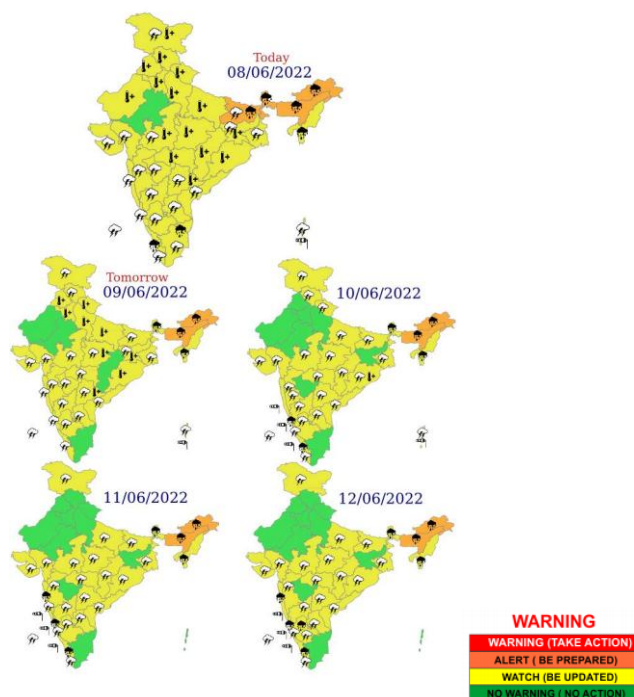 Today
08/06/2022
Tomorrow
09/06/2022
10/06/2022
11/06/2022
12/06/2022
WARNING
WARNING (TAKE ACTION)
ALERT ( BE PREPARED)
WATCH (BE UPDATED)
NO WARNING ( NO ACTION)